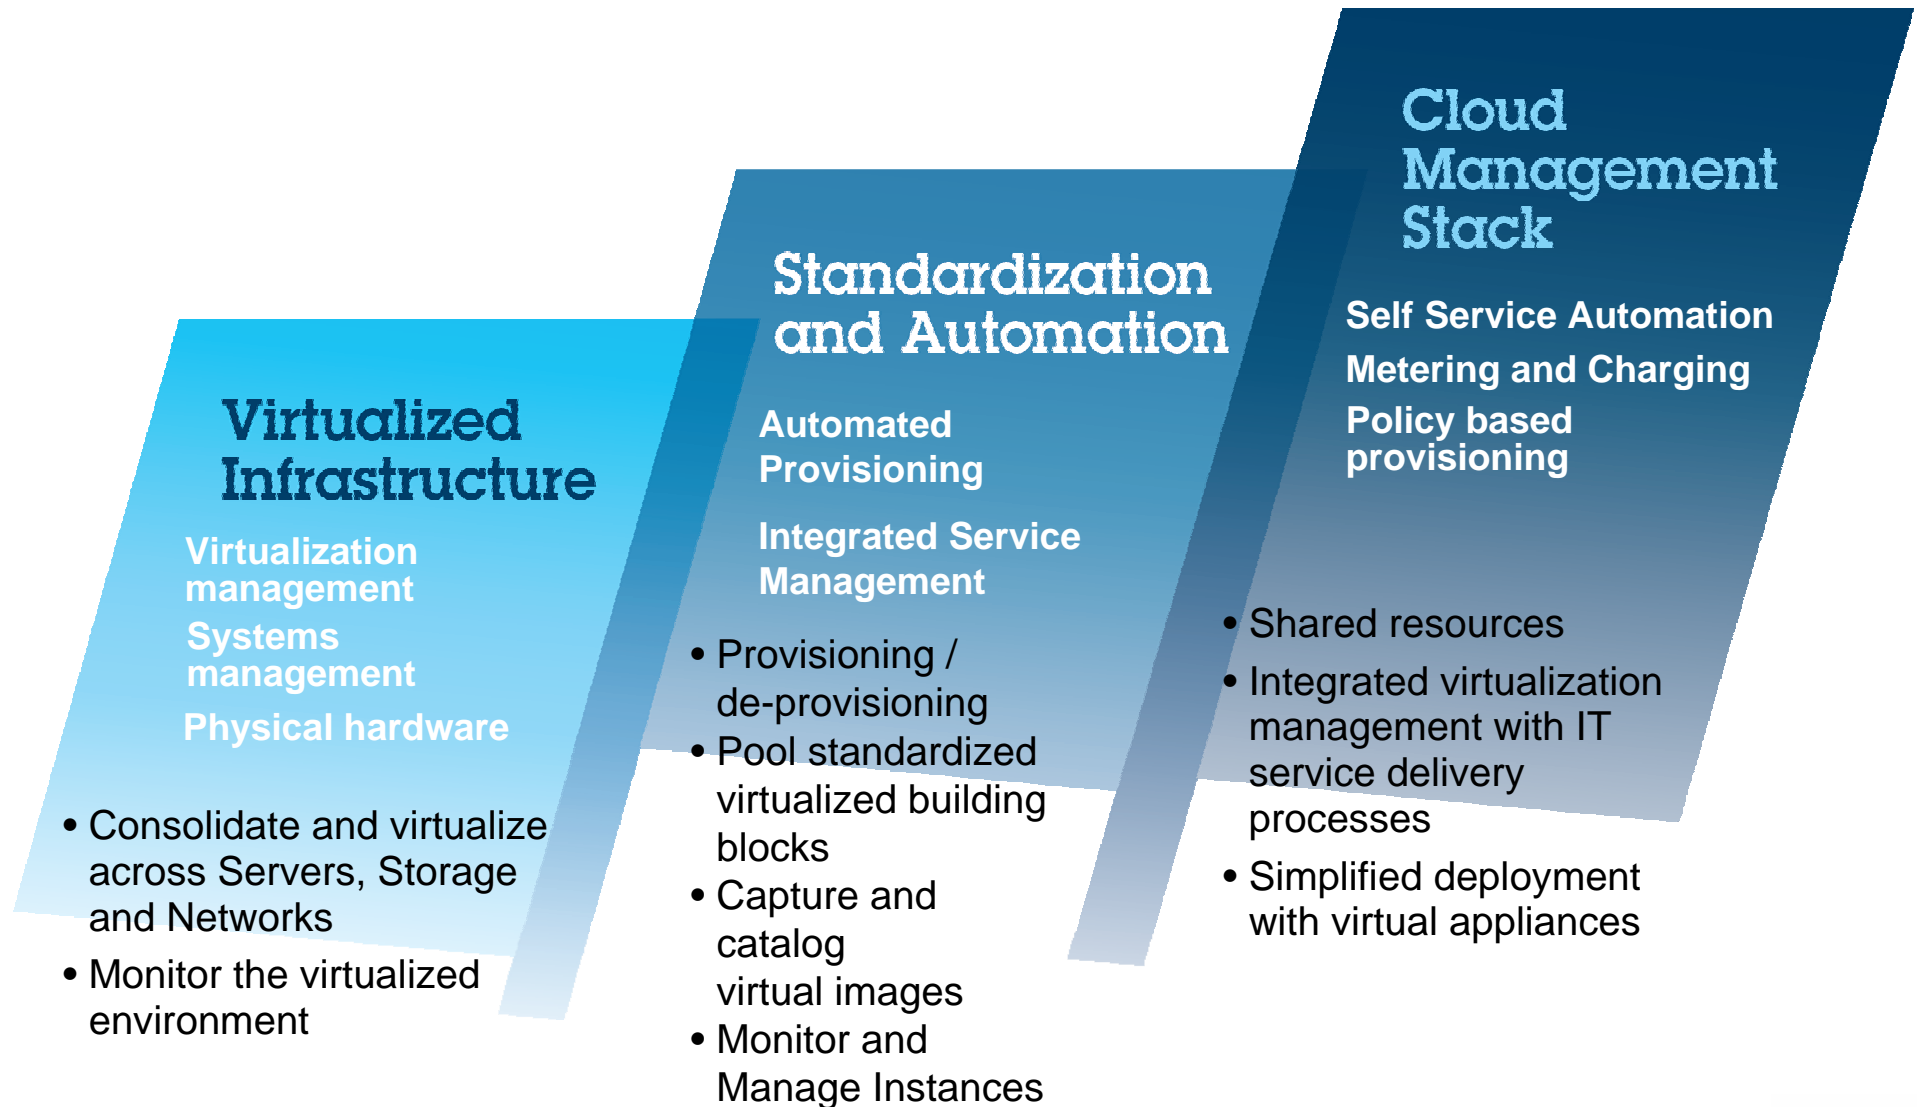 Virtualized
Infrastructure
Virtualization
management
Systems
management
Physical hardware
• Consolidate and virtualize
across Servers, Storage
and Networks
• Monitor the virtualized
environment
Standardization
and Automation
Automated
Provisioning
Integrated Service
Management
• Provisioning /
de-provisioning
• Pool standardized
virtualized building
blocks
• Capture and
catalog
virtual images
• Monitor and
Manage Instances
Cloud
Management
Stack
Self Service Automation
Metering and Charging
Policy based
provisioning
• Shared resources
• Integrated virtualization
management with IT
service delivery
processes
• Simplified deployment
with virtual appliances